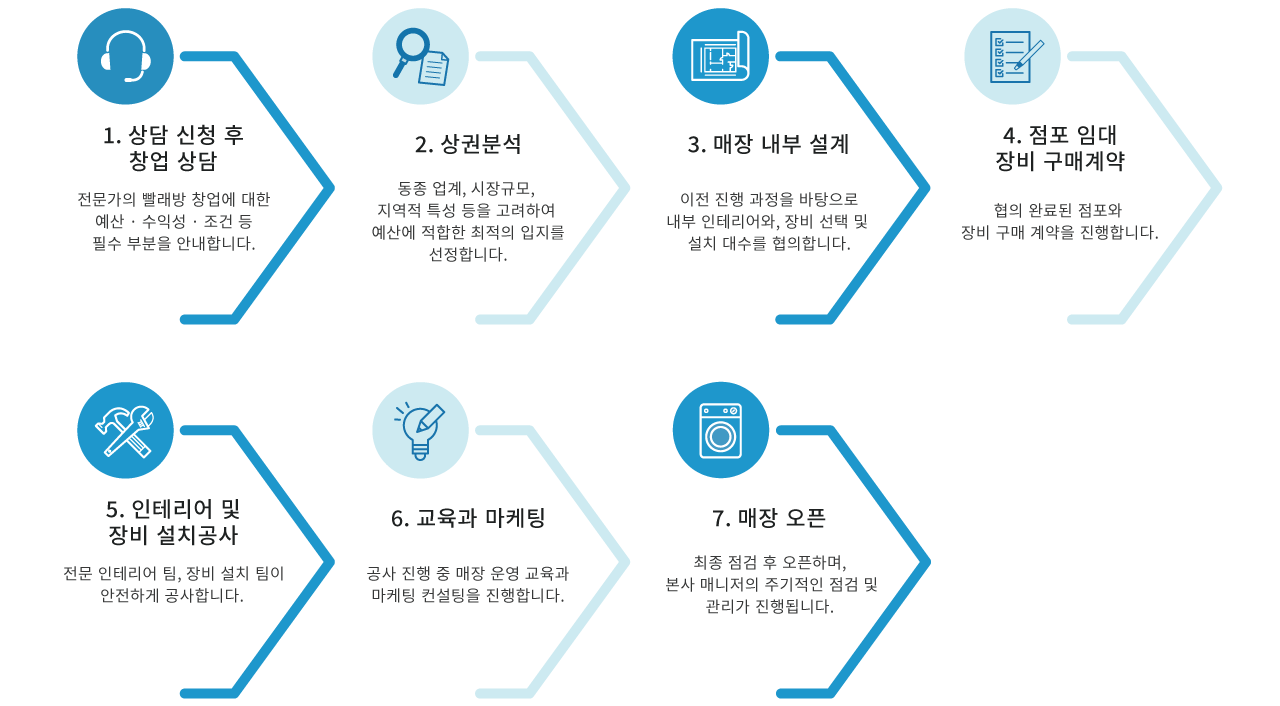 1. 상담 신청 후
창업 상담
전문가의 빨래방 창업에 대한
예산 · 수익성 · 조건 등
필수 부분을 안내합니다.
2. 상권분석
동종 업계, 시장규모,
지역적 특성 등을 고려하여
예산에 적합한 최적의 입지를
선정합니다.
3. 매장 내부 설계
이전 진행 과정을 바탕으로
내부 인테리어와, 장비 선택 및
설치 대수를 협의합니다.
4. 점포 임대
장비 구매계약
협의 완료된 점포와
장비 구매 계약을 진행합니다.
5. 인테리어 및
장비 설치공사
전문 인테리어 팀, 장비 설치 팀이
안전하게 공사합니다.
6. 교육과 마케팅
공사 진행 중 매장 운영 교육과
마케팅 컨설팅을 진행합니다.
7. 매장 오픈
최종 점검 후 오픈하며,
본사 매니저의 주기적인 점검 및
관리가 진행됩니다.